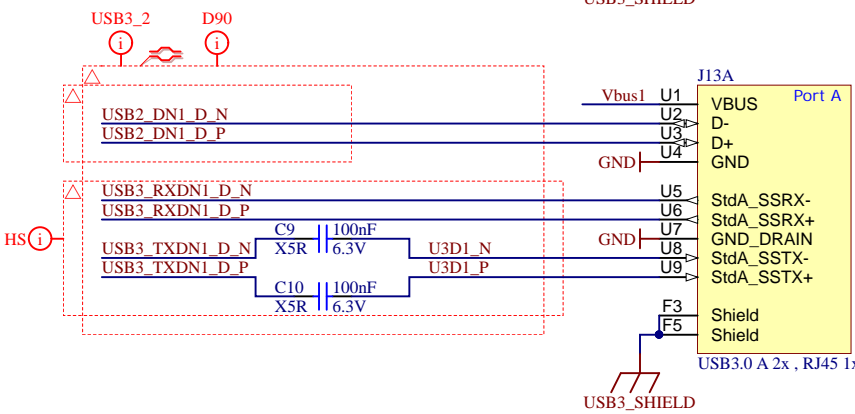 USB3_SHIELD
USB3_2 D90
i i
J13A
Vbus1 U1 VBUS Port A
USB2_DN1_D_N U2 D-
USB2_DN1_D_P U3 D+
GND U4 GND
USB3_RXDN1_D_N U5 StdA_SSRX-
USB3_RXDN1_D_P U6 StdA_SSRX+
HS i
GND U7 GND_DRAIN
C9 100nF
USB3_TXDN1_D_N X5R 6.3V U3D1_N U8 StdA_SSTX-
USB3_TXDN1_D_P U3D1_P U9 StdA_SSTX+
C10 100nF
X5R 6.3V
F3 Shield
F5 Shield
USB3.0 A 2x , RJ45 1x
USB3_SHIELD